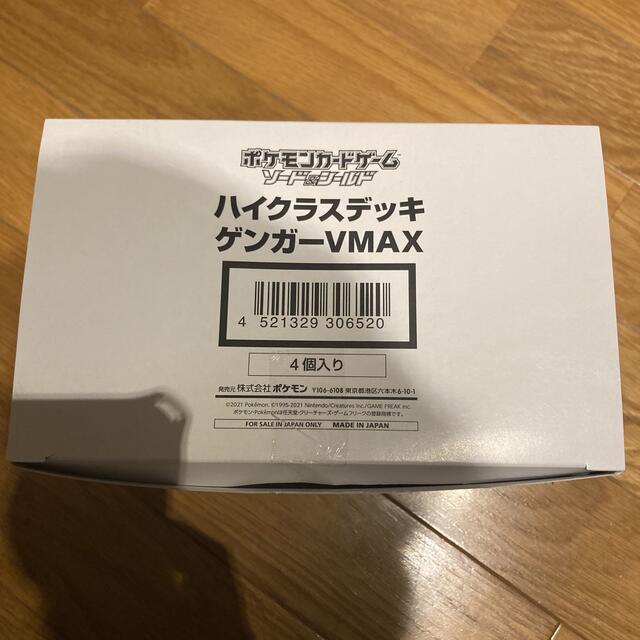 ポケモンカードゲーム
ソード&シールド
ハイクラスデッキ
ゲンガーVMAX
4 521329 306520
4個入り
発売元 株式会社ポケモン 〒106-6108 東京都港区六本木6-10-1
©2021 Pokémon. ©1995-2021 Nintendo/Creatures Inc./GAME FREAK inc.
ポケモン・Pokémonは任天堂・クリーチャーズ・ゲームフリークの登録商標です。
FOR SALE IN JAPAN ONLY MADE IN JAPAN